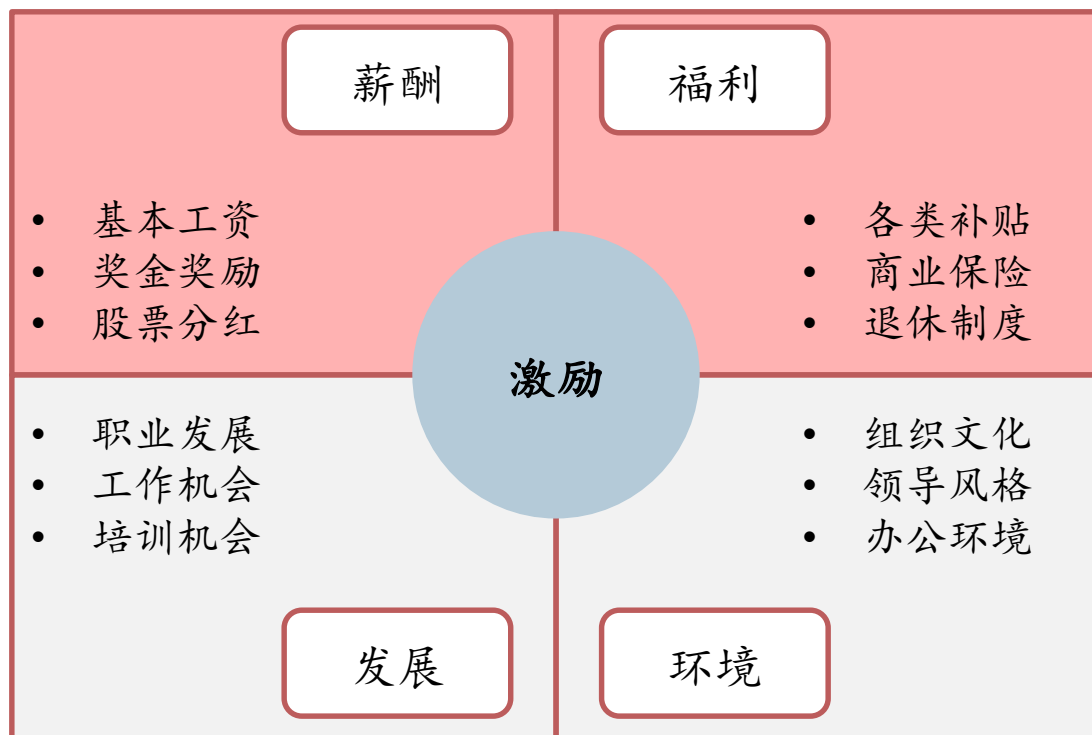 薪酬
福利
• 基本工资
• 奖金奖励
• 股票分红
• 各类补贴
• 商业保险
• 退休制度
激励
• 职业发展
• 工作机会
• 培训机会
• 组织文化
• 领导风格
• 办公环境
发展
环境